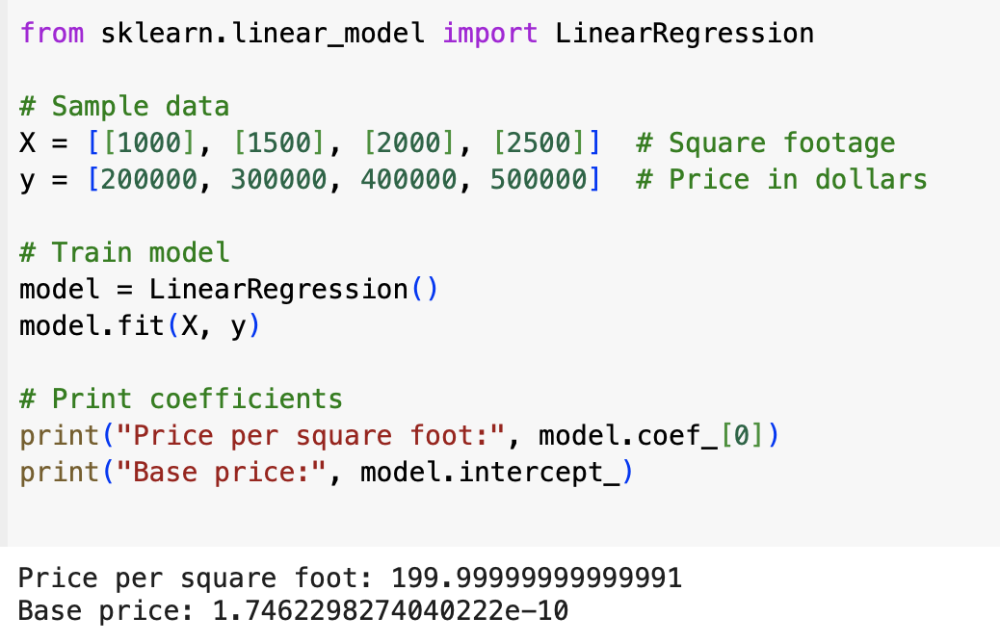 from sklearn.linear_model import LinearRegression
# Sample data
X = [[1000], [1500], [2000], [2500]]  # Square footage
y = [200000, 300000, 400000, 500000]  # Price in dollars
# Train model
model = LinearRegression()
model.fit(X, y)
# Print coefficients
print("Price per square foot:", model.coef_[0])
print("Base price:", model.intercept_)
Price per square foot: 199.99999999999991
Base price: 1.7462298274040222e-10